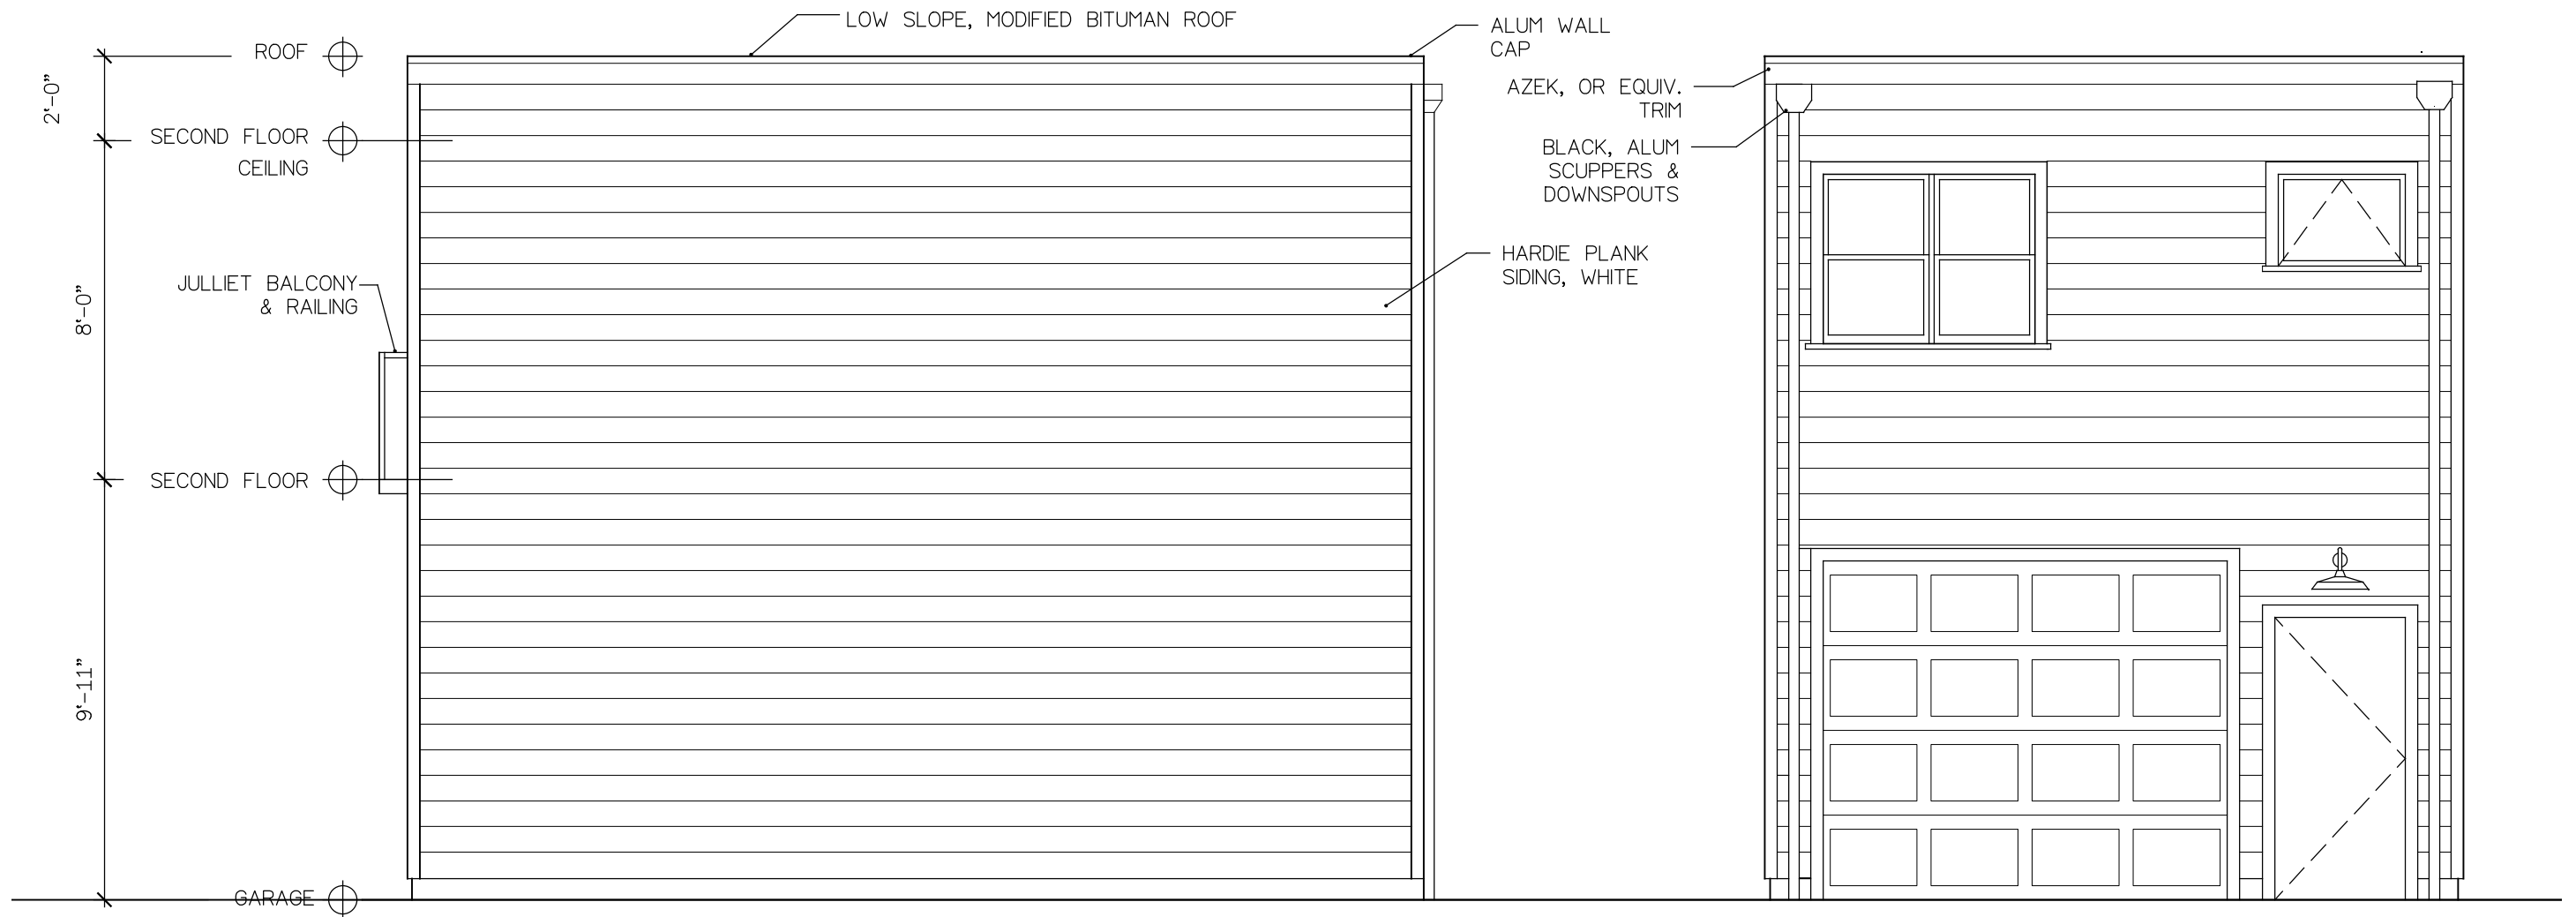 LOW SLOPE, MODIFIED BITUMAN ROOF
ALUM WALL
CAP
ROOF
2'-0"
AZEK, OR EQUIV.
TRIM
SECOND FLOOR
CEILING
BLACK, ALUM
SCUPPERS &
DOWNSPOUTS
HARDIE PLANK
SIDING, WHITE
JULLIET BALCONY
& RAILING
8'-0"
SECOND FLOOR
9'-11"
GARAGE